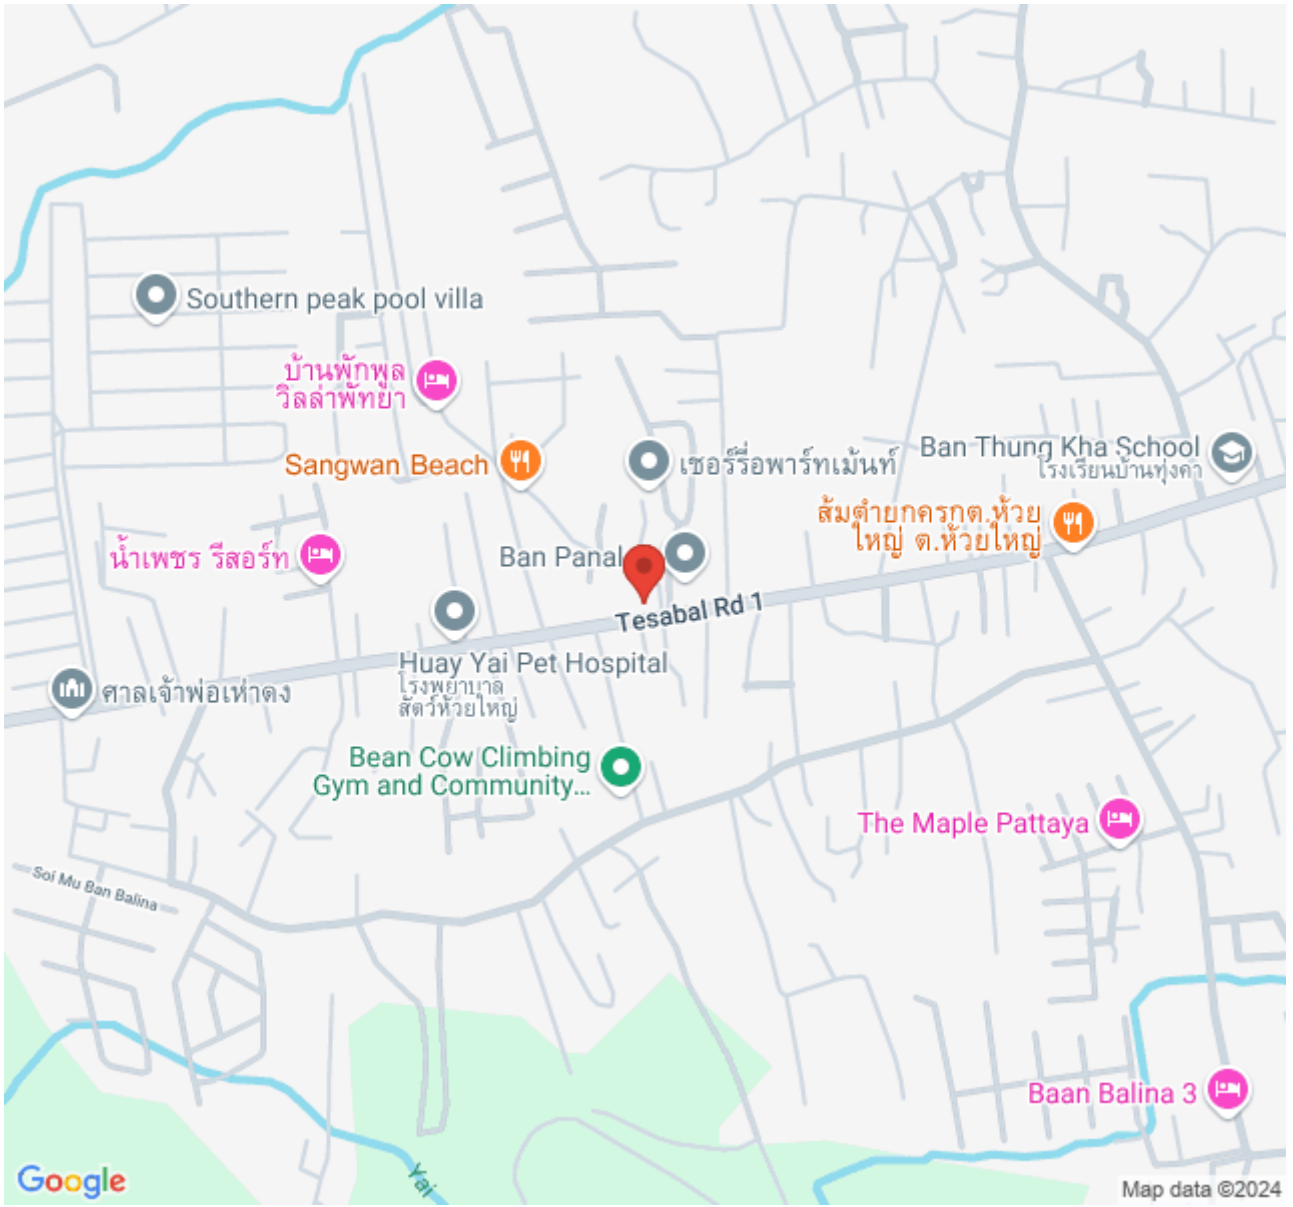 Southern peak pool villa
บ้านพักพูล
วิลล่าพัทยา
Sangwan Beach
เชอร์รี่อพาร์ทเม้นท์
Ban Thung Kha School
โรงเรียนบ้านทุ่งคา
ส้มตำยกครกต.ห้วย
ใหญ่ ต.ห้วยใหญ่
น้ำเพชร รีสอร์ท
Ban Panal
Tesabal Rd 1
Huay Yai Pet Hospital
โรงพยาบาล
สัตว์ห้วยใหญ่
ศาลเจ้าพ่อเห่าดง
Bean Cow Climbing
Gym and Community...
The Maple Pattaya
Soi Mu Ban Balina
Baan Balina 3
Yai
Google
Map data ©2024